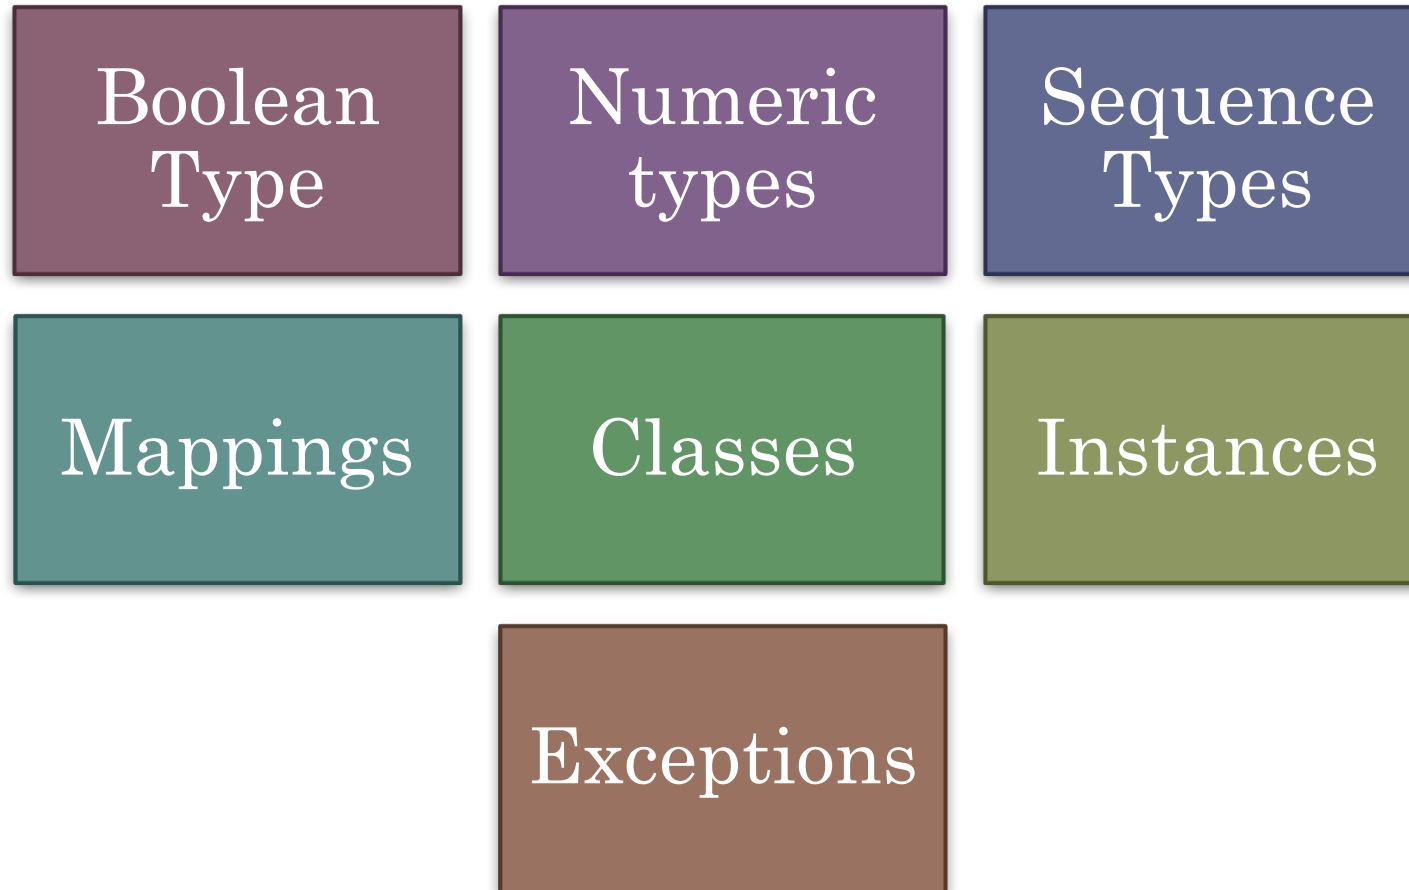 Boolean
Type
Numeric
types
Sequence
Types
Mappings
Classes
Instances
Exceptions